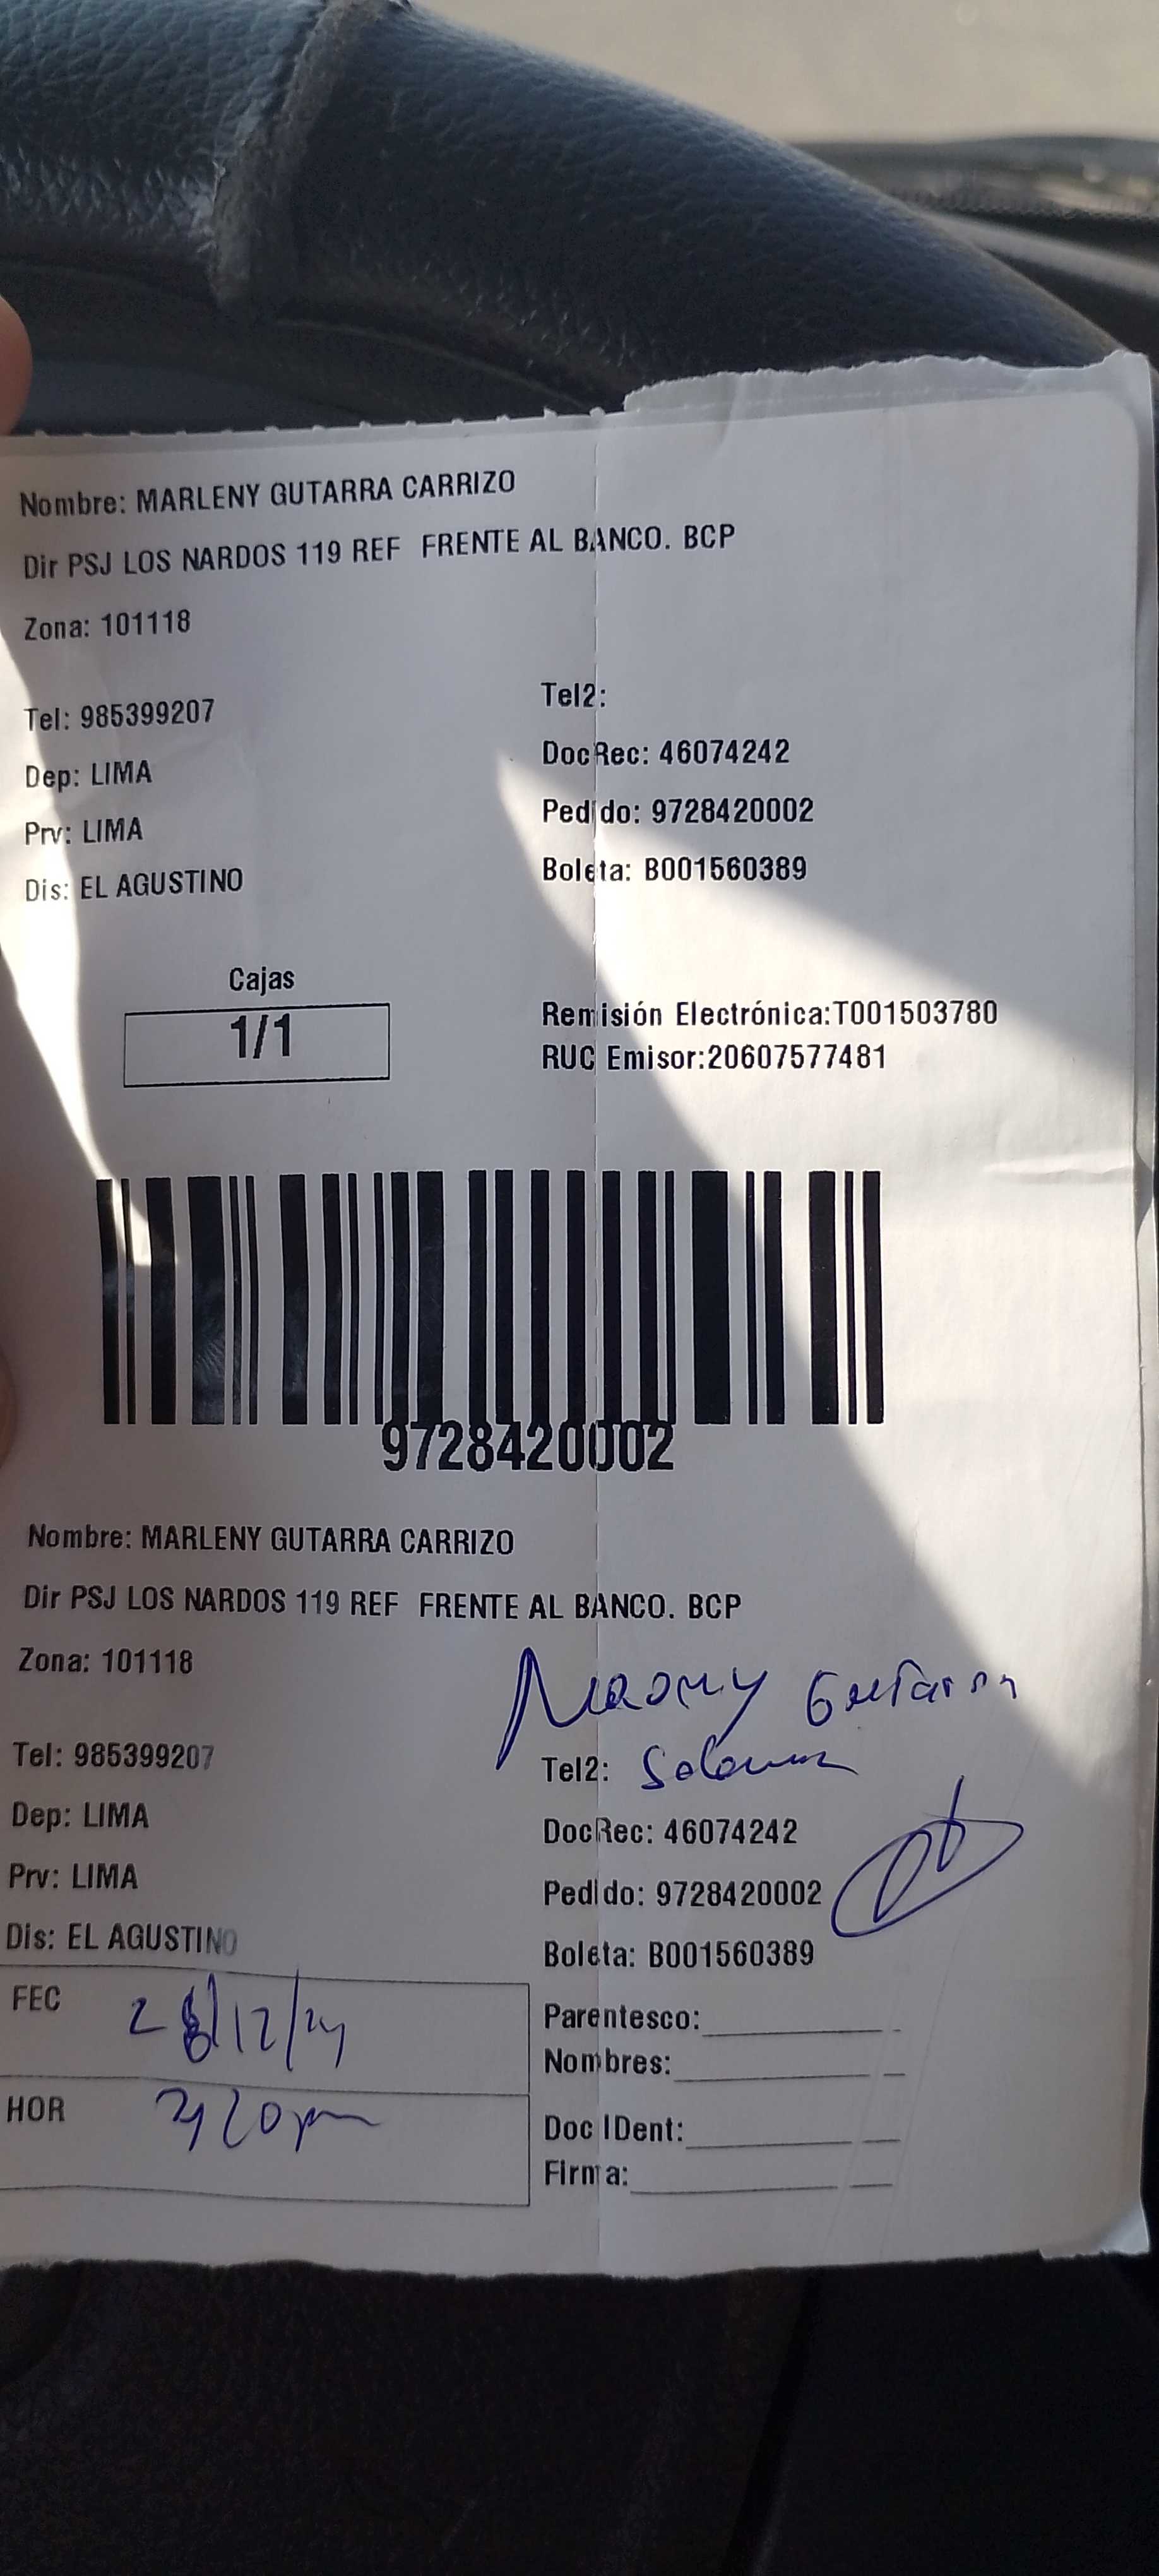 Nombre: MARLENY GUTARRA CARRIZO
Dir PSJ LOS NARDOS 119 REF FRENTE AL BANCO. BCP
Zona: 101118
Tel: 985399207
Dep: LIMA
Prv: LIMA
Dis: EL AGUSTINO
Tel2:
DocRec: 46074242
Pedido: 9728420002
Boleta: B001560389
Cajas
1/1
Remisión Electrónica:T001503780
RUC Emisor:20607577481
9728420002
Nombre: MARLENY GUTARRA CARRIZO
Dir PSJ LOS NARDOS 119 REF FRENTE AL BANCO. BCP
Zona: 101118
Tel: 985399207
Dep: LIMA
Prv: LIMA
Dis: EL AGUSTINO
Tel2:
DocRec: 46074242
Pedido: 9728420002
Boleta: B001560389
FEC
HOR
Parentesco:
Nombres:
Doc IDent:
Firma: